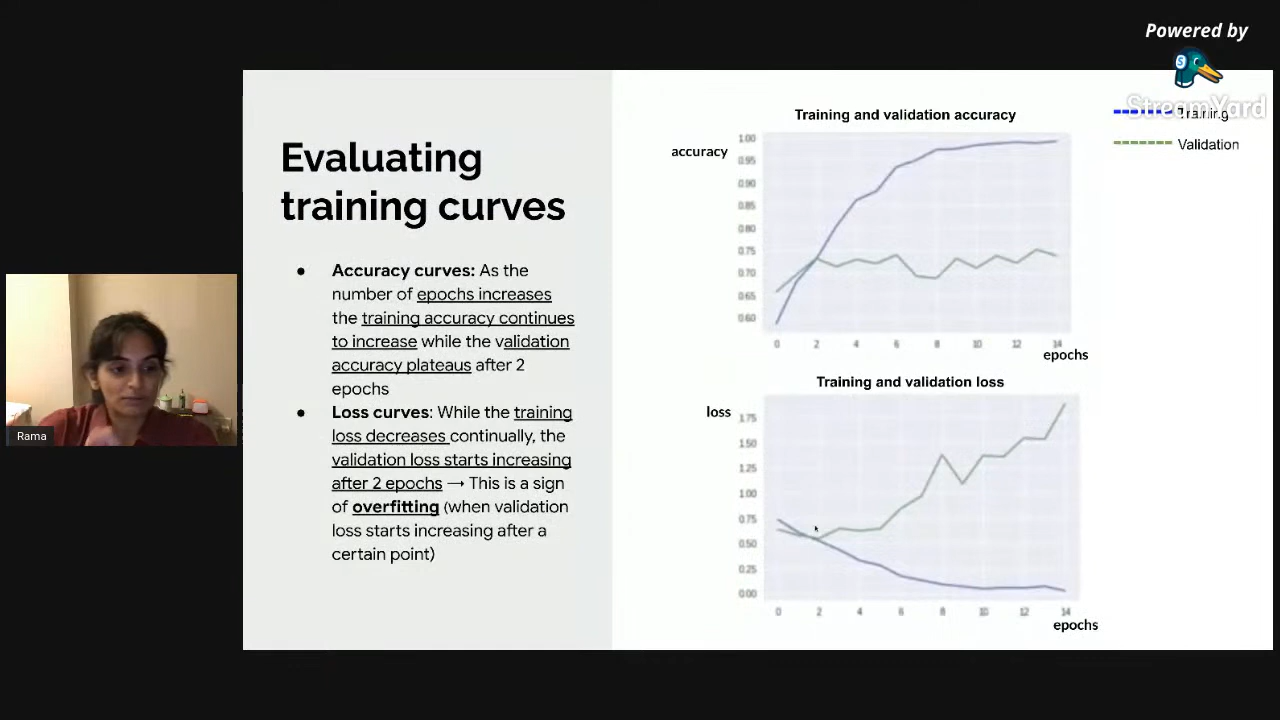 Powered by
StreamYard
Evaluating
training curves
● Accuracy curves: As the
number of epochs increases
the training accuracy continues
to increase while the validation
accuracy plateaus after 2
epochs
● Loss curves: While the training
loss decreases continually, the
validation loss starts increasing
after 2 epochs → This is a sign
of overfitting (when validation
loss starts increasing after a
certain point)
Training and validation accuracy
Training
Validation
accuracy
1.00
0.95
0.90
0.85
0.80
0.75
0.70
0.65
0.60
0 2 4 6 8 10 12 14
epochs
Training and validation loss
loss
1.75
1.50
1.25
1.00
0.75
0.50
0.25
0.00
0 2 4 6 8 10 12 14
epochs
Rama